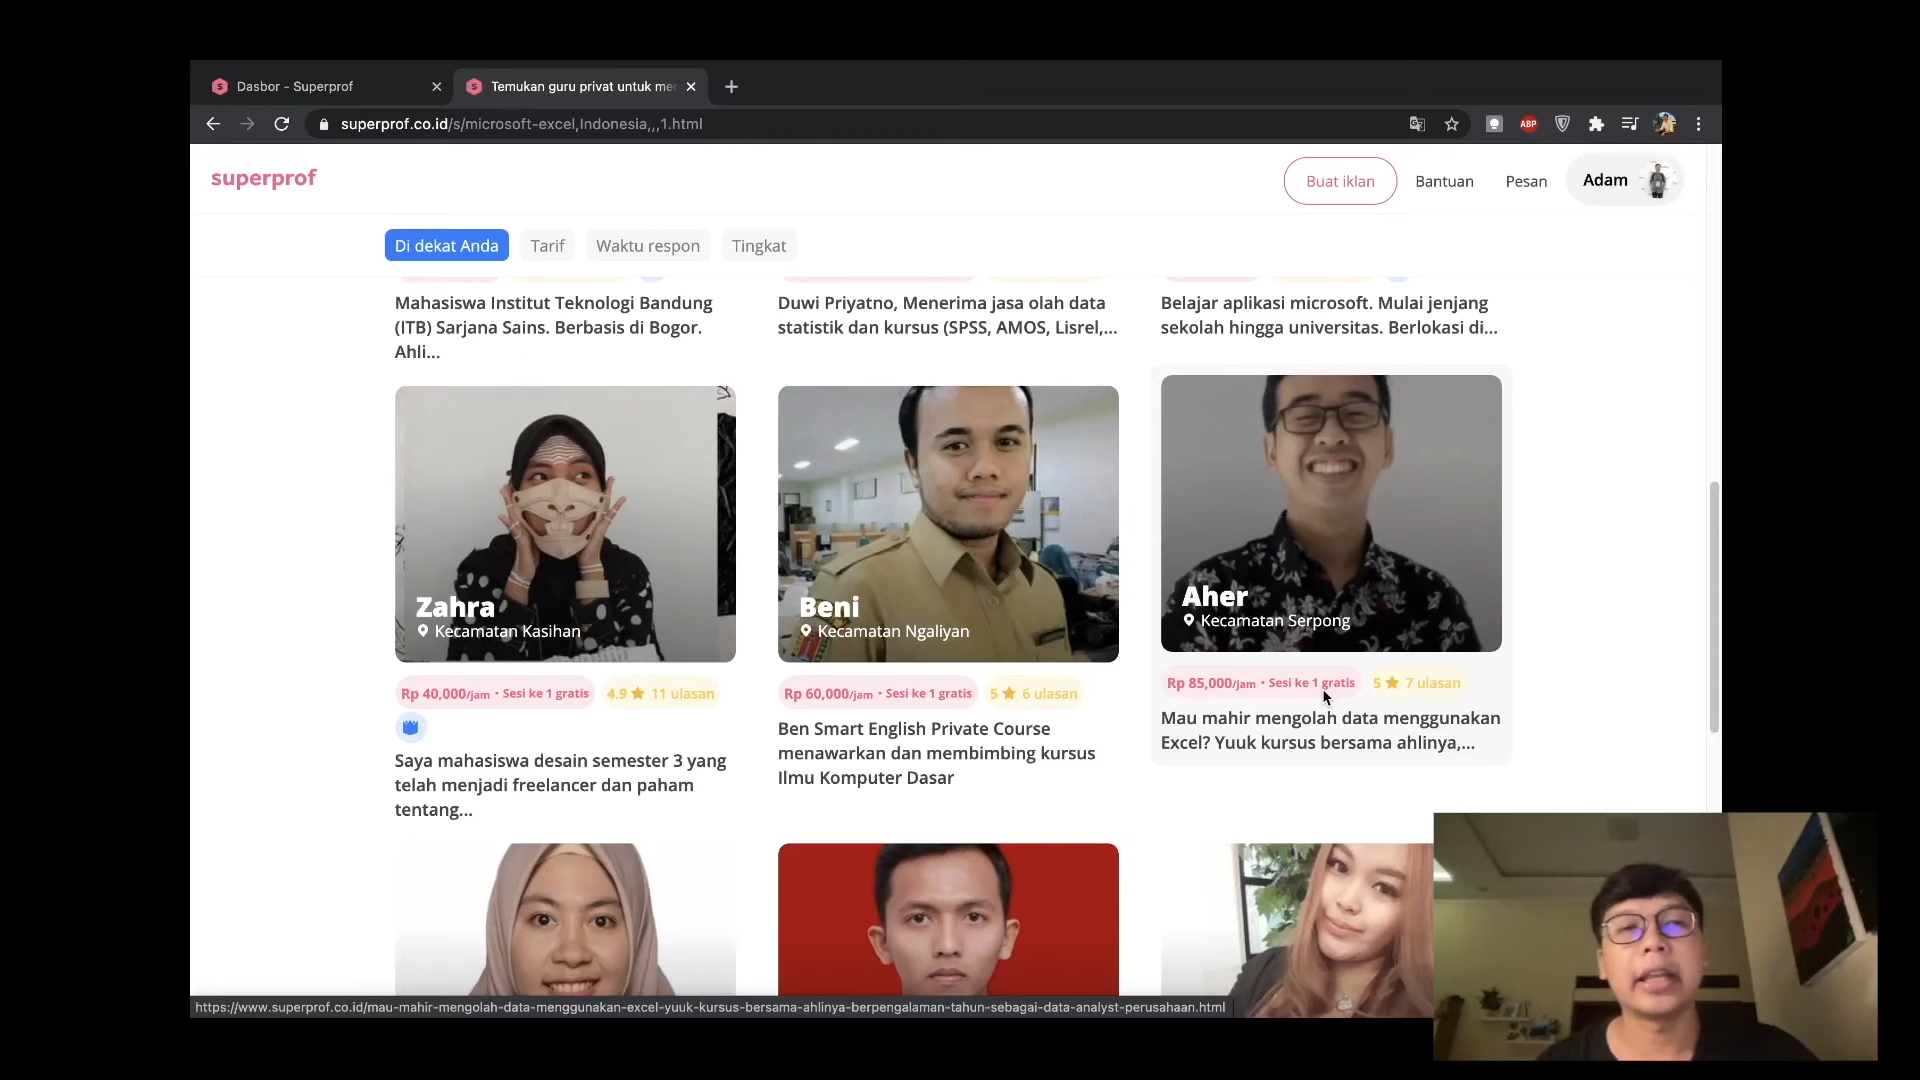 Dasbor - Superprof
Temukan guru privat untuk me
superprof.co.id/s/microsoft-excel,Indonesia,,,1.html
ABP
superprof
Buat iklan
Bantuan
Pesan
Adam
Di dekat Anda
Tarif
Waktu respon
Tingkat
Mahasiswa Institut Teknologi Bandung
(ITB) Sarjana Sains. Berbasis di Bogor.
Ahli...
Duwi Priyatno, Menerima jasa olah data
statistik dan kursus (SPSS, AMOS, Lisrel,...
Belajar aplikasi microsoft. Mulai jenjang
sekolah hingga universitas. Berlokasi di...
Zahra
Kecamatan Kasihan
Rp 40,000/jam • Sesi ke 1 gratis
4.9 ★ 11 ulasan
Saya mahasiswa desain semester 3 yang
telah menjadi freelancer dan paham
tentang...
Beni
Kecamatan Ngaliyan
Rp 60,000/jam • Sesi ke 1 gratis
5 ★ 6 ulasan
Ben Smart English Private Course
menawarkan dan membimbing kursus
Ilmu Komputer Dasar
Aher
Kecamatan Serpong
Rp 85,000/jam • Sesi ke 1 gratis
5 ★ 7 ulasan
Mau mahir mengolah data menggunakan
Excel? Yuuk kursus bersama ahlinya,...
https://www.superprof.co.id/mau-mahir-mengolah-data-menggunakan-excel-yuuk-kursus-bersama-ahlinya-berpengalaman-tahun-sebagai-data-analyst-perusahaan.html